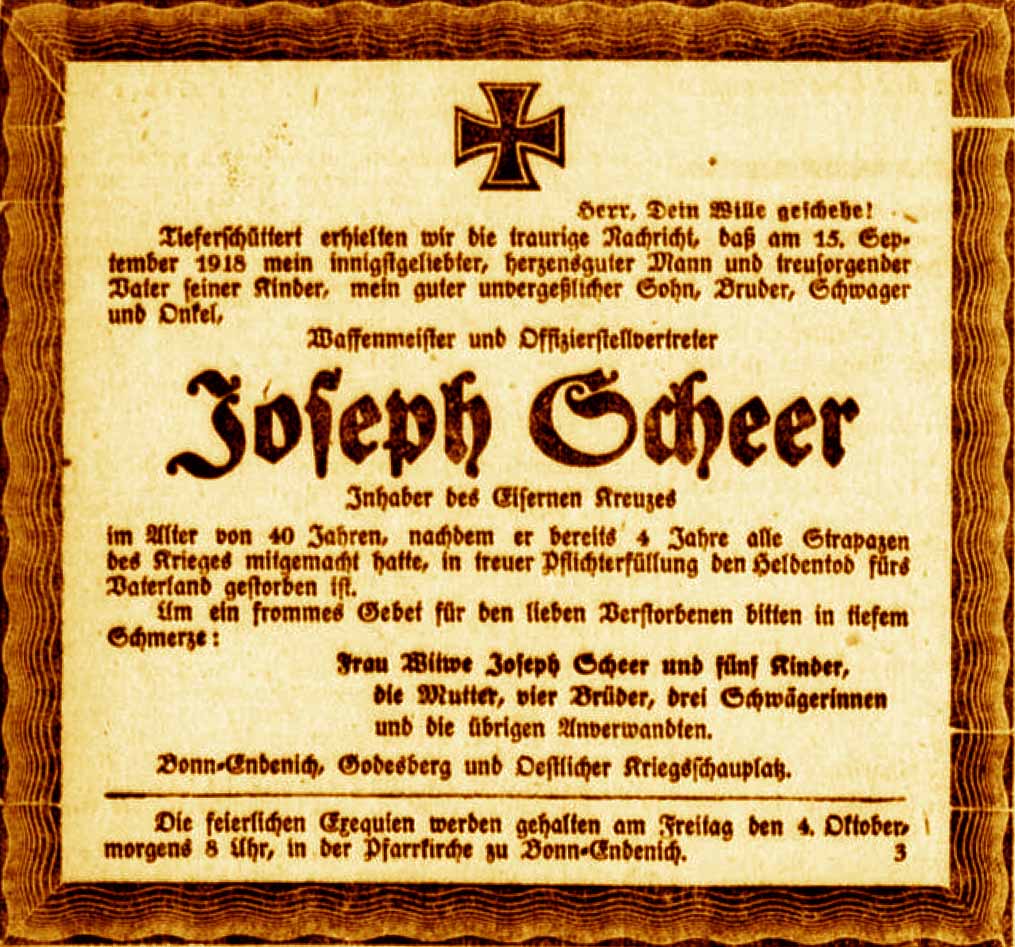 Herr, Dein Wille geschehe!
Tieferschüttert erhielten wir die traurige Nachricht, daß am 15. Sep-
tember 1918 mein innigstgeliebter, herzensguter Mann und treusorgender
Vater seiner Kinder, mein guter unvergeßlicher Sohn, Bruder, Schwager
und Onkel,
Waffenmeister und Offizierstellvertreter
Joseph Scheer
Inhaber des Eisernen Kreuzes
im Alter von 40 Jahren, nachdem er bereits 4 Jahre alle Strapazen
des Krieges mitgemacht hatte, in treuer Pflichterfüllung den Heldentod fürs
Vaterland gestorben ist.
Um ein frommes Gebet für den lieben Verstorbenen bitten in tiefem
Schmerze:
Frau Witwe Joseph Scheer und fünf Kinder,
die Mutter, vier Brüder, drei Schwägerinnen
und die übrigen Anverwandten.
Bonn-Endenich, Godesberg und Oestlicher Kriegsschauplatz.
Die feierlichen Exequien werden gehalten am Freitag den 4. Oktober,
morgens 8 Uhr, in der Pfarrkirche zu Bonn-Endenich. 3